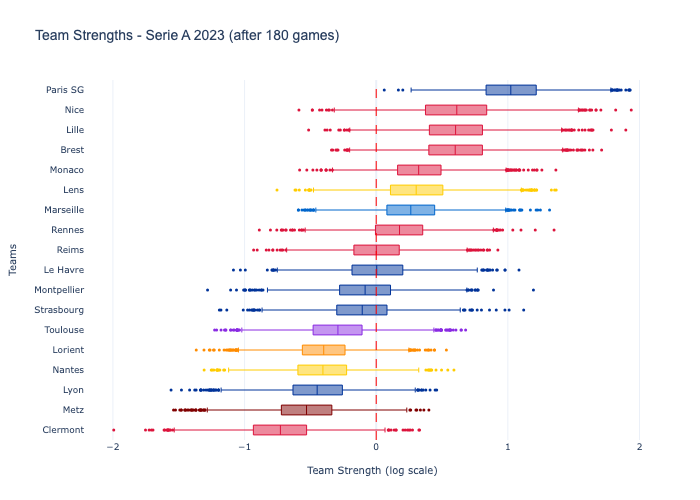 Team Strengths - Serie A 2023 (after 180 games)
Paris SG
Nice
Lille
Brest
Monaco
Lens
Marseille
Rennes
Reims
Le Havre
Montpellier
Strasbourg
Toulouse
Lorient
Nantes
Lyon
Metz
Clermont
Teams
−2 −1 0 1 2
Team Strength (log scale)